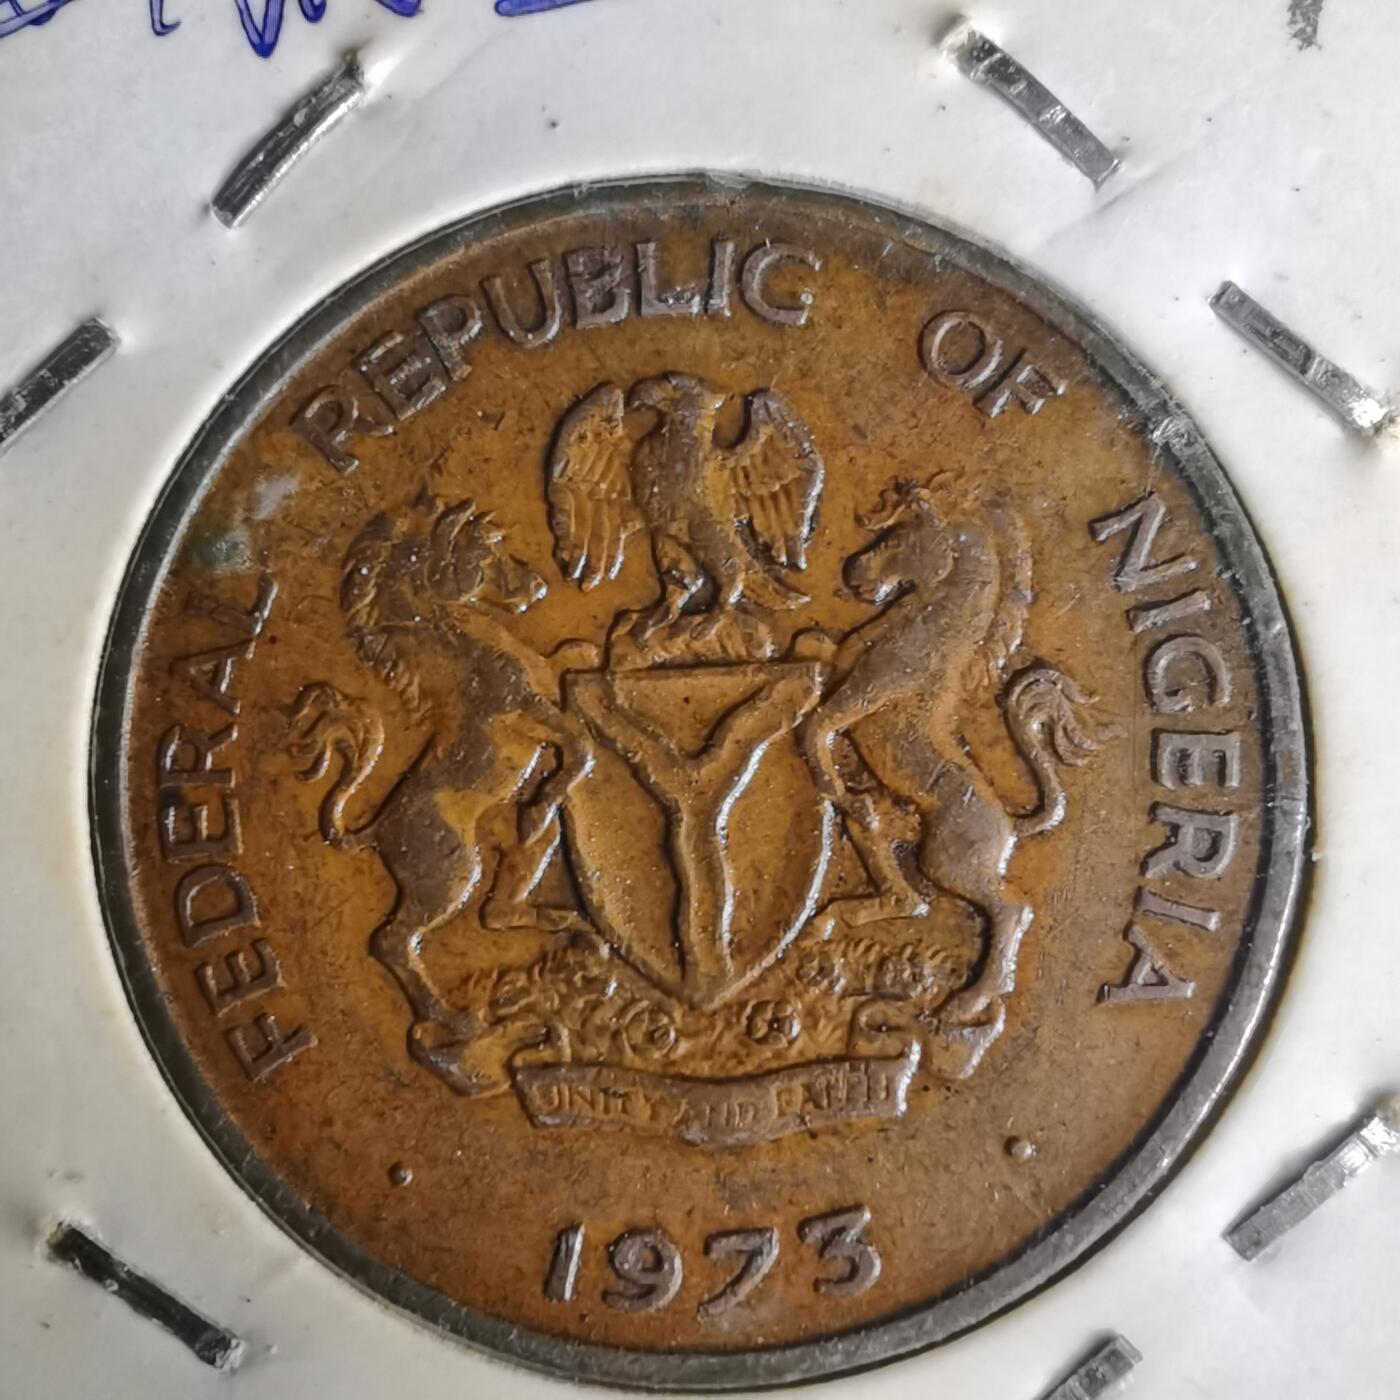 FEDERAL REPUBLIC OF NIGERIA
UNITY AND FAITH
1973